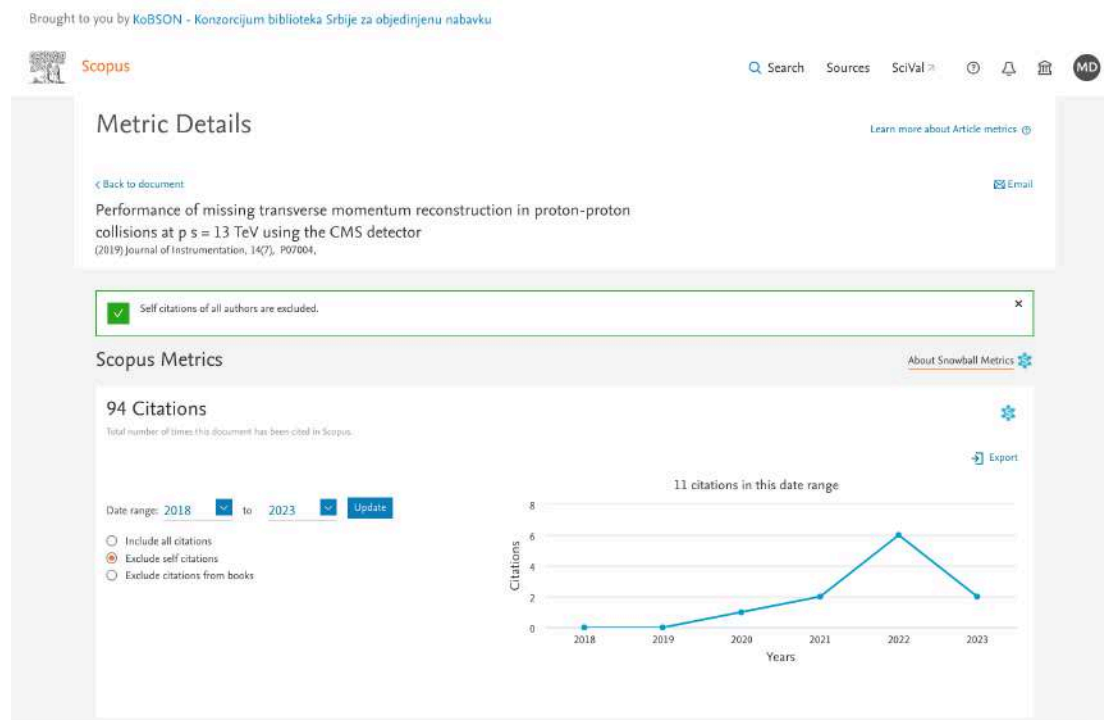 Brought to you by KoBSON - Konzorcijum biblioteka Srbije za objedinjenu nabavku
Scopus
Search Sources SciVal MD
Metric Details
Learn more about Article metrics
Back to document
Email
Performance of missing transverse momentum reconstruction in proton-proton
collisions at p s = 13 TeV using the CMS detector
(2019) Journal of Instrumentation, 14(7), P07004,
Self citations of all authors are excluded.
Scopus Metrics
About Snowball Metrics
94 Citations
Total number of times this document has been cited in Scopus.
Export
11 citations in this date range
Date range: 2018 to 2023 Update
Include all citations
Exclude self citations
Exclude citations from books
Citations
8
6
4
2
0
2018 2019 2020 2021 2022 2023
Years